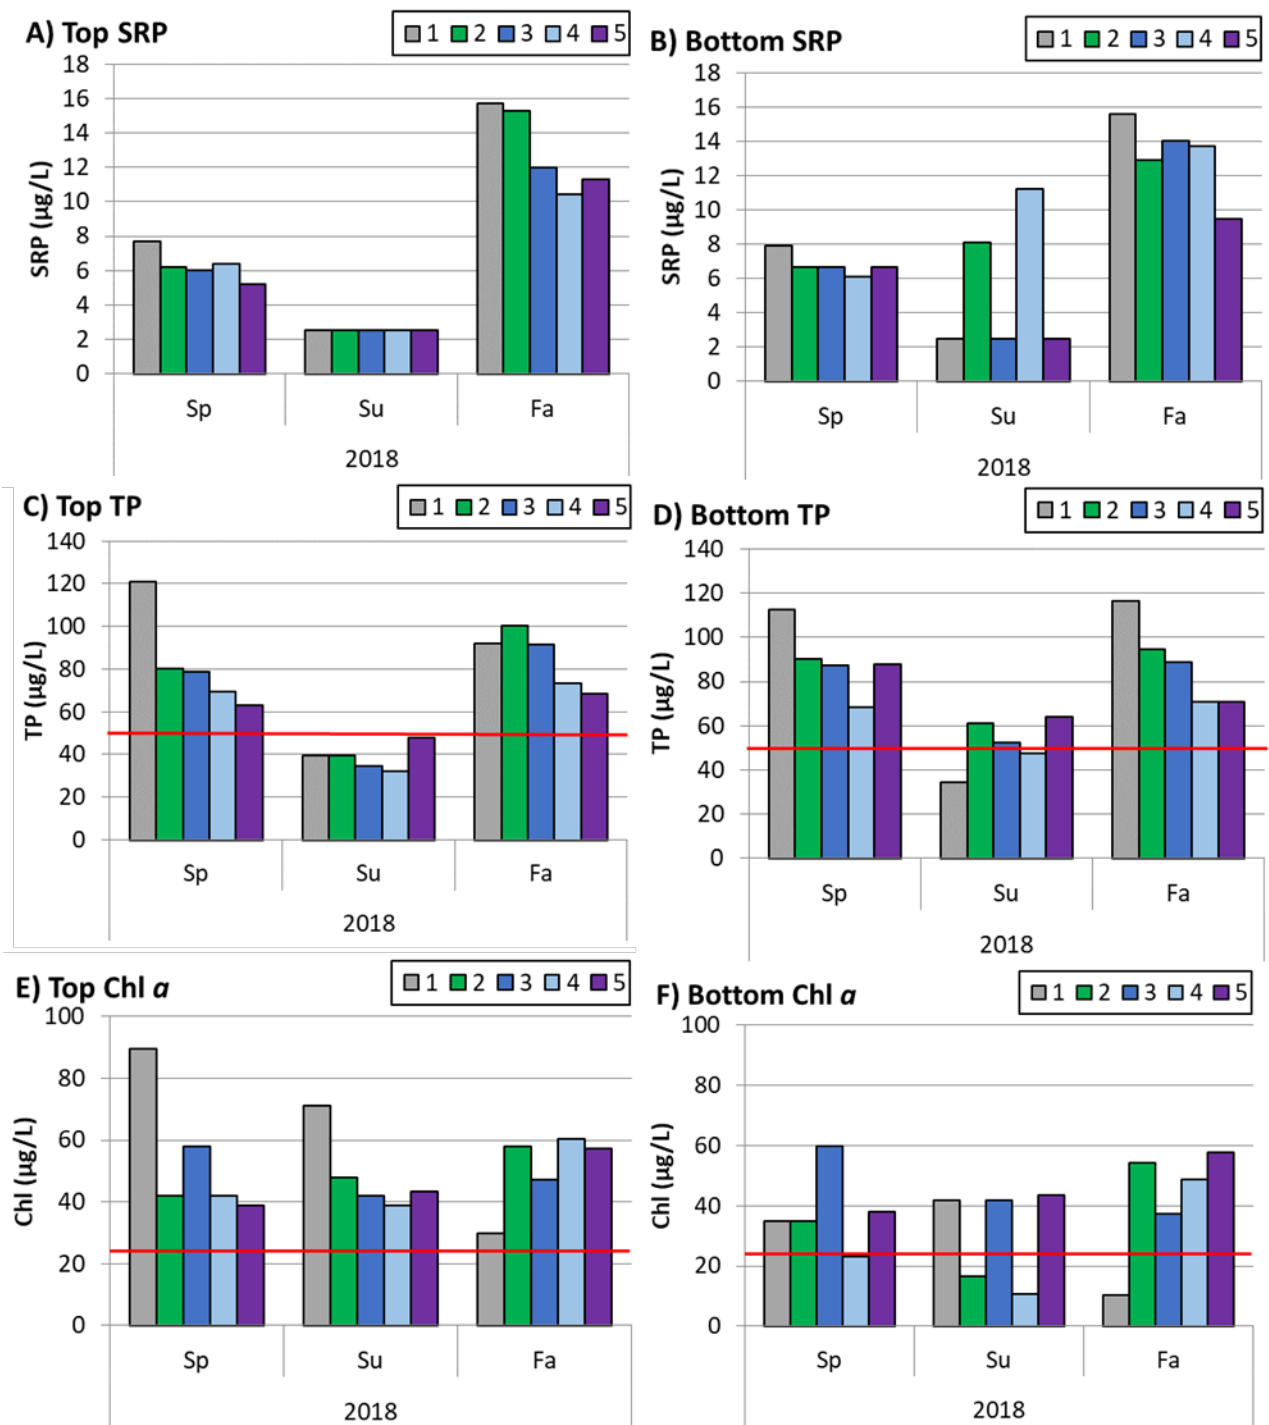 A) Top SRP
1 2 3 4 5
18
16
14
12
10
8
6
4
2
0
SRP (µg/L)
Sp Su Fa
2018
B) Bottom SRP
1 2 3 4 5
18
16
14
12
10
8
6
4
2
0
SRP (µg/L)
Sp Su Fa
2018
C) Top TP
1 2 3 4 5
140
120
100
80
60
40
20
0
TP (µg/L)
Sp Su Fa
2018
D) Bottom TP
1 2 3 4 5
140
120
100
80
60
40
20
0
TP (µg/L)
Sp Su Fa
2018
E) Top Chl a
1 2 3 4 5
100
80
60
40
20
0
Chl (µg/L)
Sp Su Fa
2018
F) Bottom Chl a
1 2 3 4 5
100
80
60
40
20
0
Chl (µg/L)
Sp Su Fa
2018